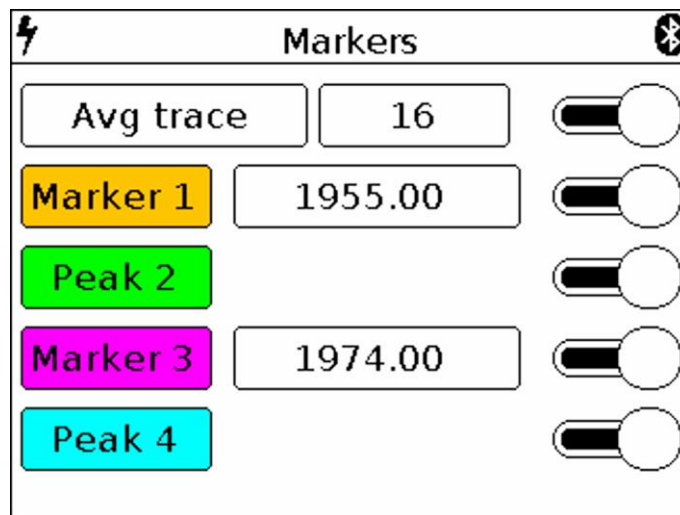 Markers
Avg trace 16
Marker 1 1955.00
Peak 2
Marker 3 1974.00
Peak 4